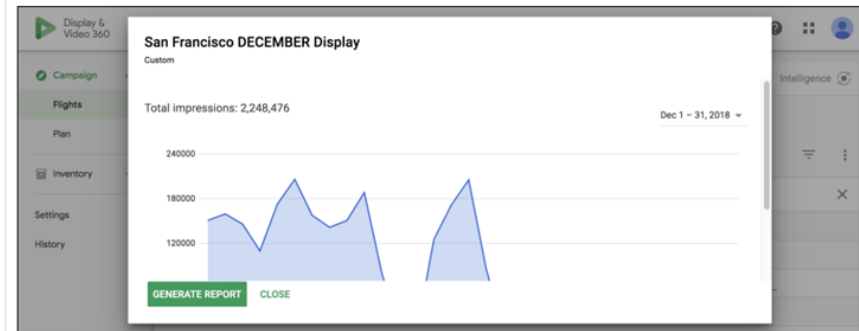 Display &
Video 360
San Francisco DECEMBER Display
Custom
Campaign
Flights
Plan
Inventory
Settings
History
Intelligence
Total impressions: 2,248,476
Dec 1 – 31, 2018
240000
180000
120000
GENERATE REPORT
CLOSE